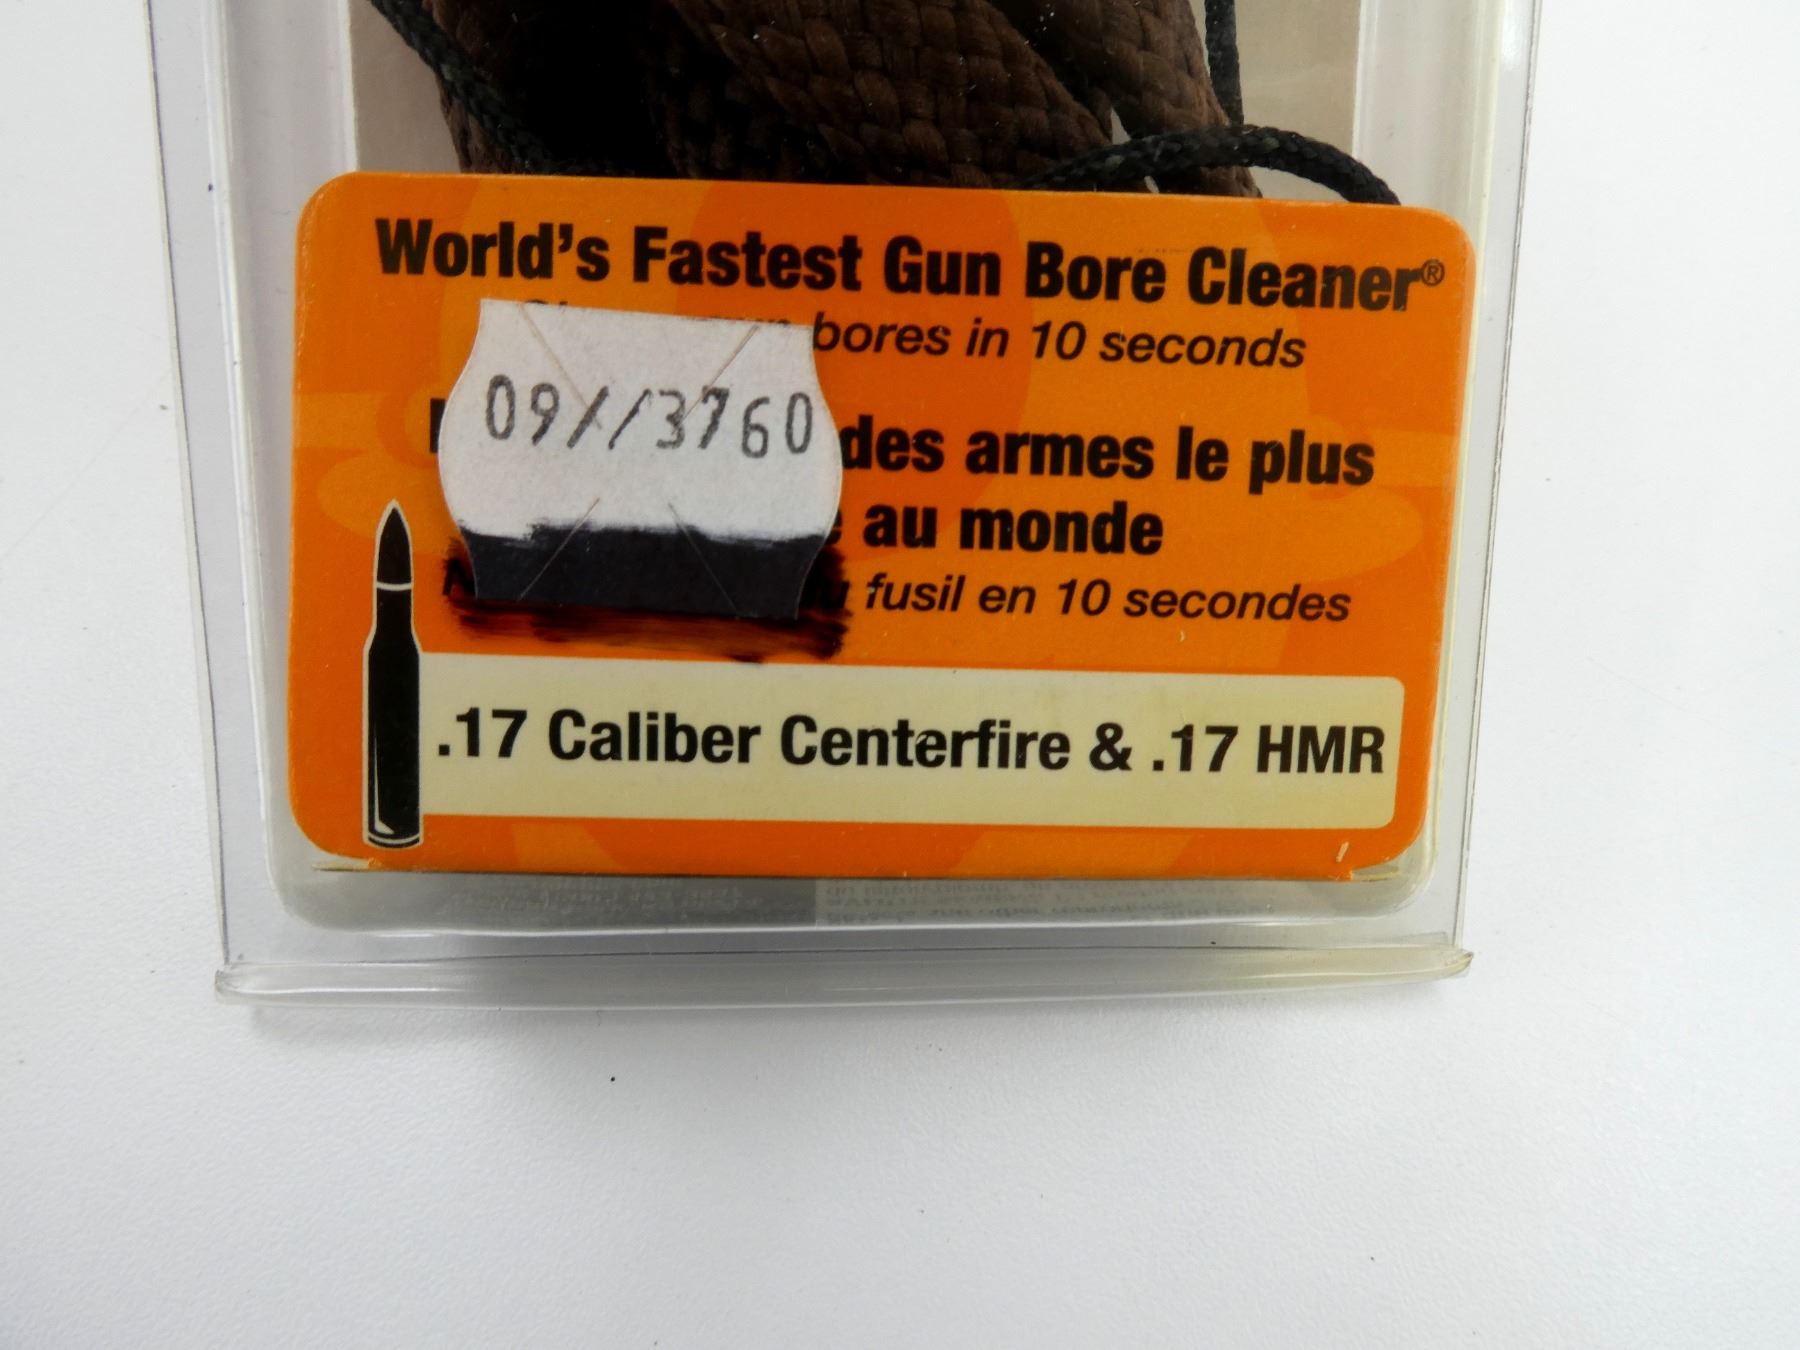 World's Fastest Gun Bore Cleaner®
bores in 10 seconds
09//3760
des armes le plus
au monde
fusil en 10 secondes
.17 Caliber Centerfire & .17 HMR